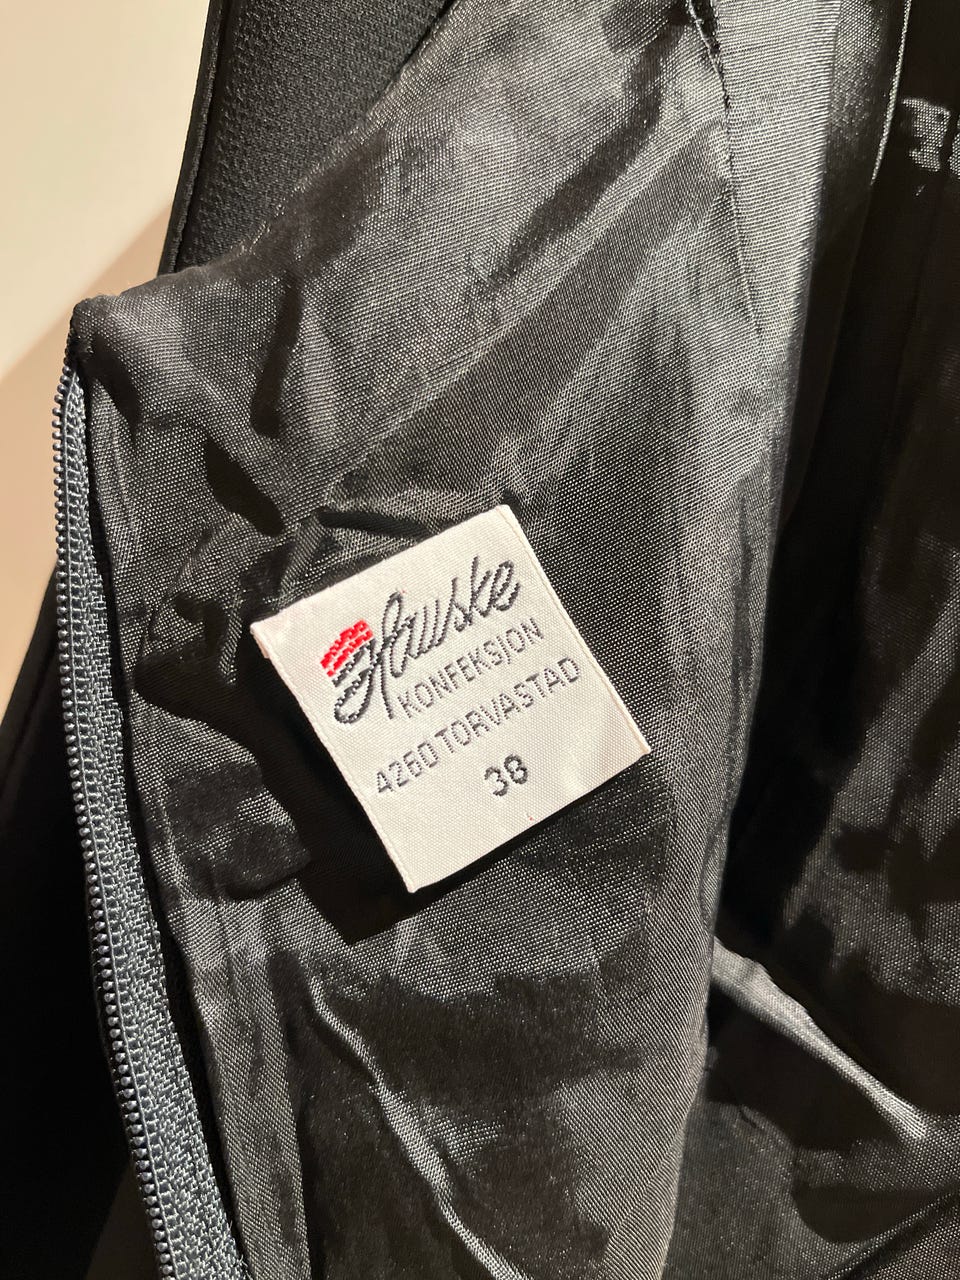 Hauske
KONFEKSJON
4260 TORVASTAD
38